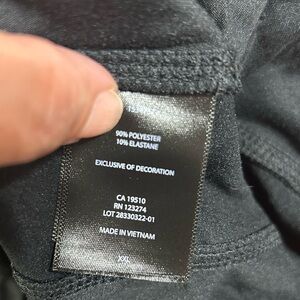 90% POLYESTER
10% ELASTANE
EXCLUSIVE OF DECORATION
CA 19510
RN 123274
LOT 28330322-01
MADE IN VIETNAM
XXL